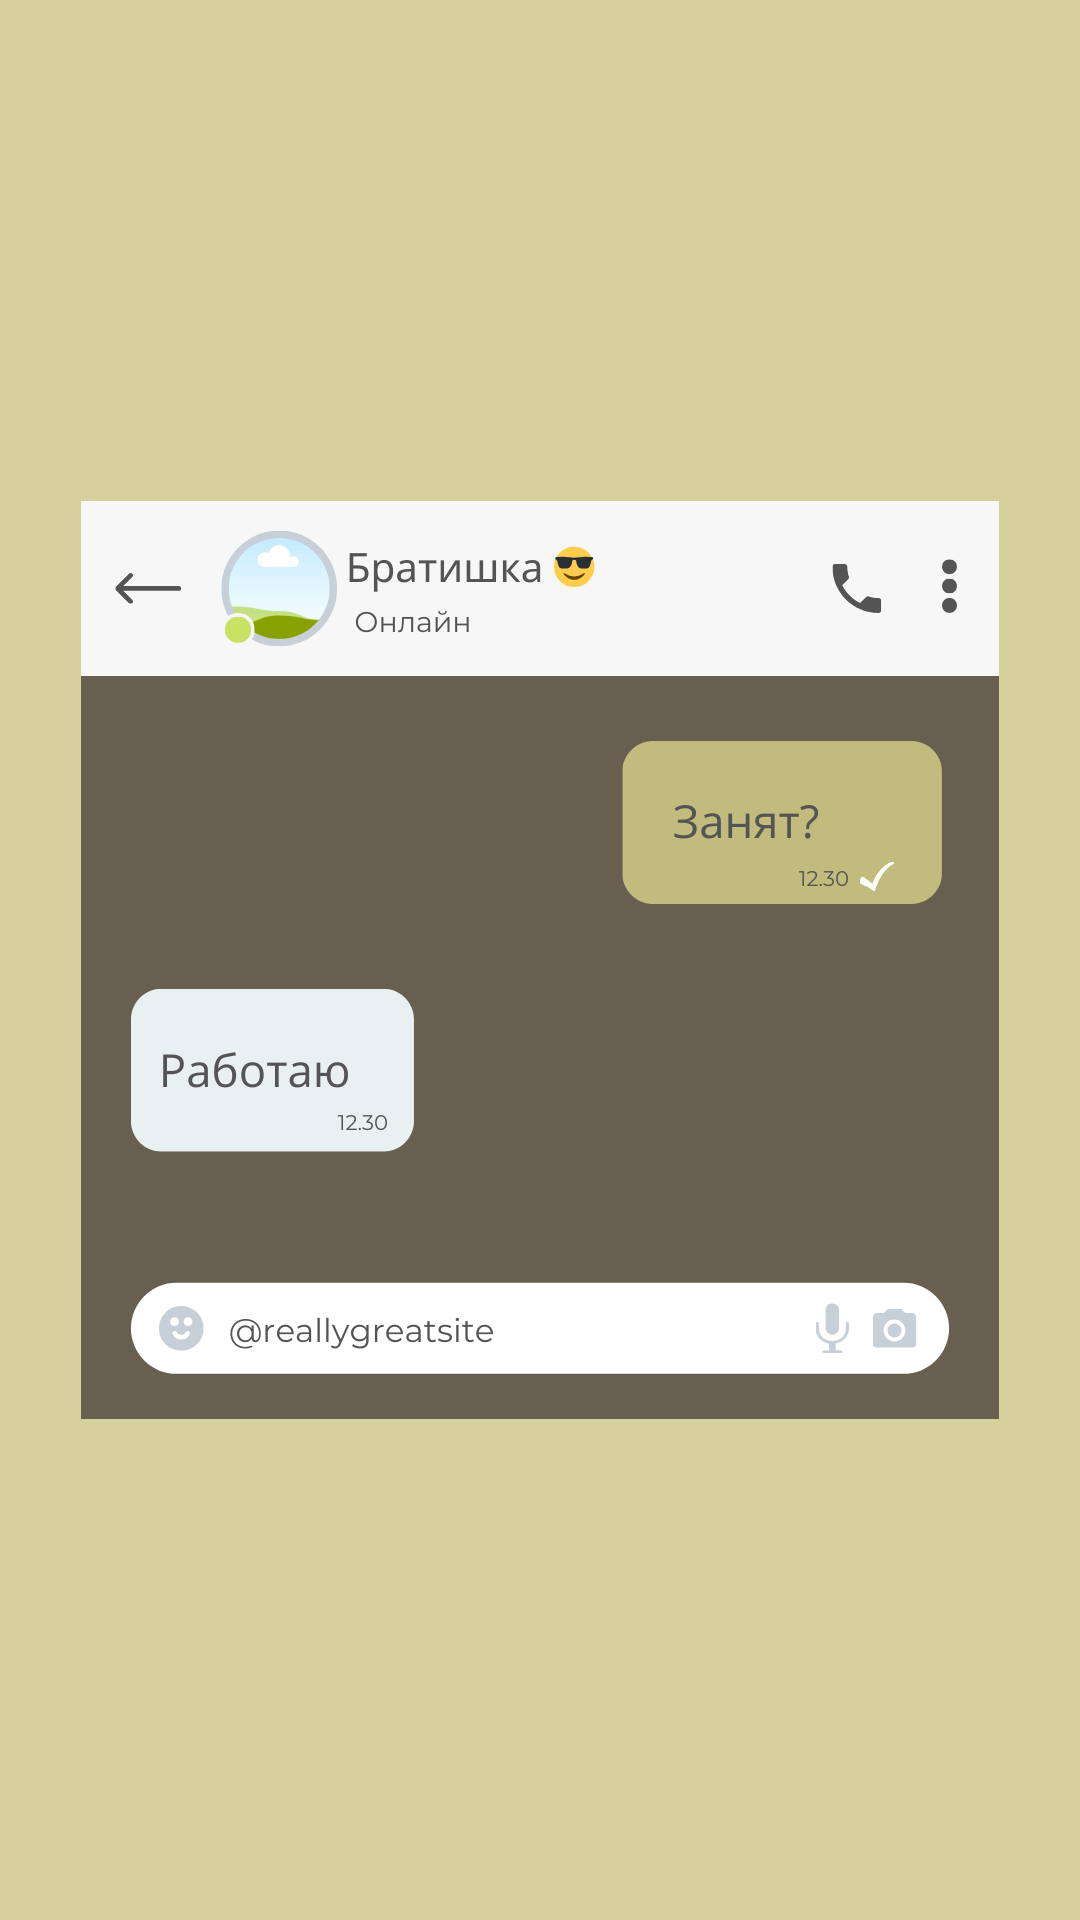 Братишка 😎
Онлайн
Занят?
12.30
Работаю
12.30
@reallygreatsite